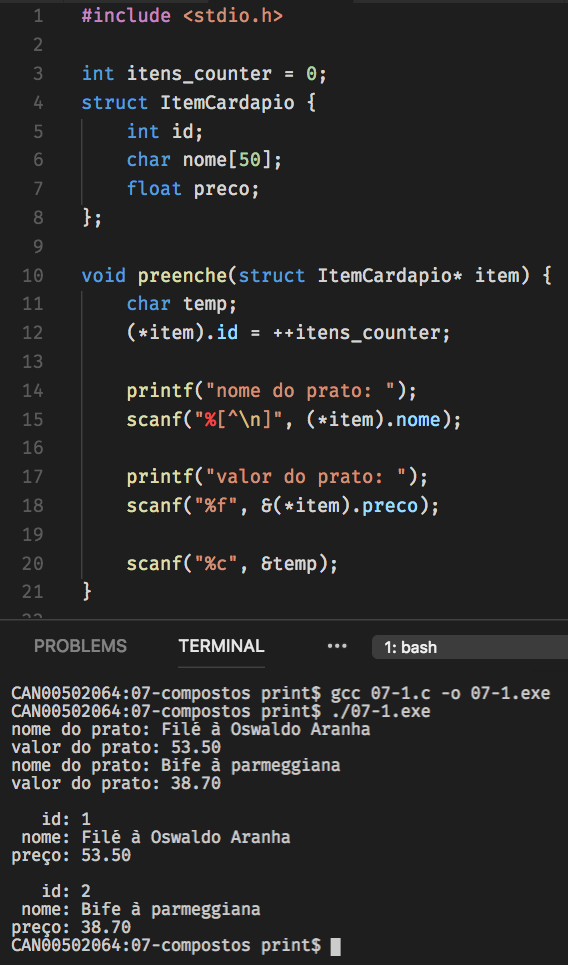 1 #include <stdio.h>
2
3 int itens_counter = 0;
4 struct ItemCardapio {
5     int id;
6     char nome[50];
7     float preco;
8 };
9
10 void preenche(struct ItemCardapio* item) {
11     char temp;
12     (*item).id = ++itens_counter;
13
14     printf("nome do prato: ");
15     scanf("%[^\n]", (*item).nome);
16
17     printf("valor do prato: ");
18     scanf("%f", &(*item).preco);
19
20     scanf("%c", &temp);
21 }
PROBLEMS TERMINAL ••• 1: bash
CAN00502064:07-compostos print$ gcc 07-1.c -o 07-1.exe
CAN00502064:07-compostos print$ ./07-1.exe
nome do prato: Filé à Oswaldo Aranha
valor do prato: 53.50
nome do prato: Bife à parmeggiana
valor do prato: 38.70

   id: 1
 nome: Filé à Oswaldo Aranha
preço: 53.50

   id: 2
 nome: Bife à parmeggiana
preço: 38.70
CAN00502064:07-compostos print$